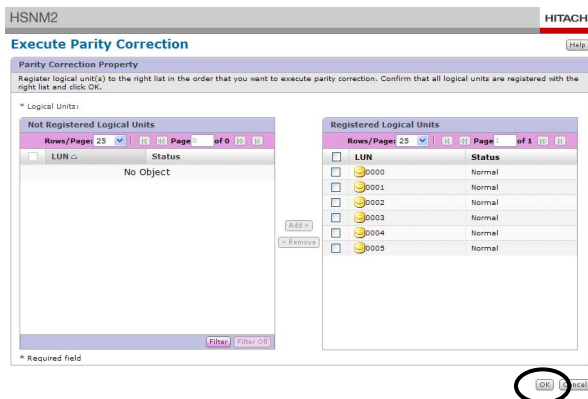 HSNM2
HITACH
Execute Parity Correction
Help
Parity Correction Property
Register logical unit(s) to the right list in the order that you want to execute parity correction. Confirm that all logical units are registered with the
right list and click OK.
* Logical Units:
Not Registered Logical Units
Rows/Page: 25 Page 0 of 0
LUN Status
No Object
Filter Filter Off
Add >
< Remove
Registered Logical Units
Rows/Page: 25 Page 1 of 1
LUN Status
0000 Normal
0001 Normal
0002 Normal
0003 Normal
0004 Normal
0005 Normal
* Required field
OK Cancel